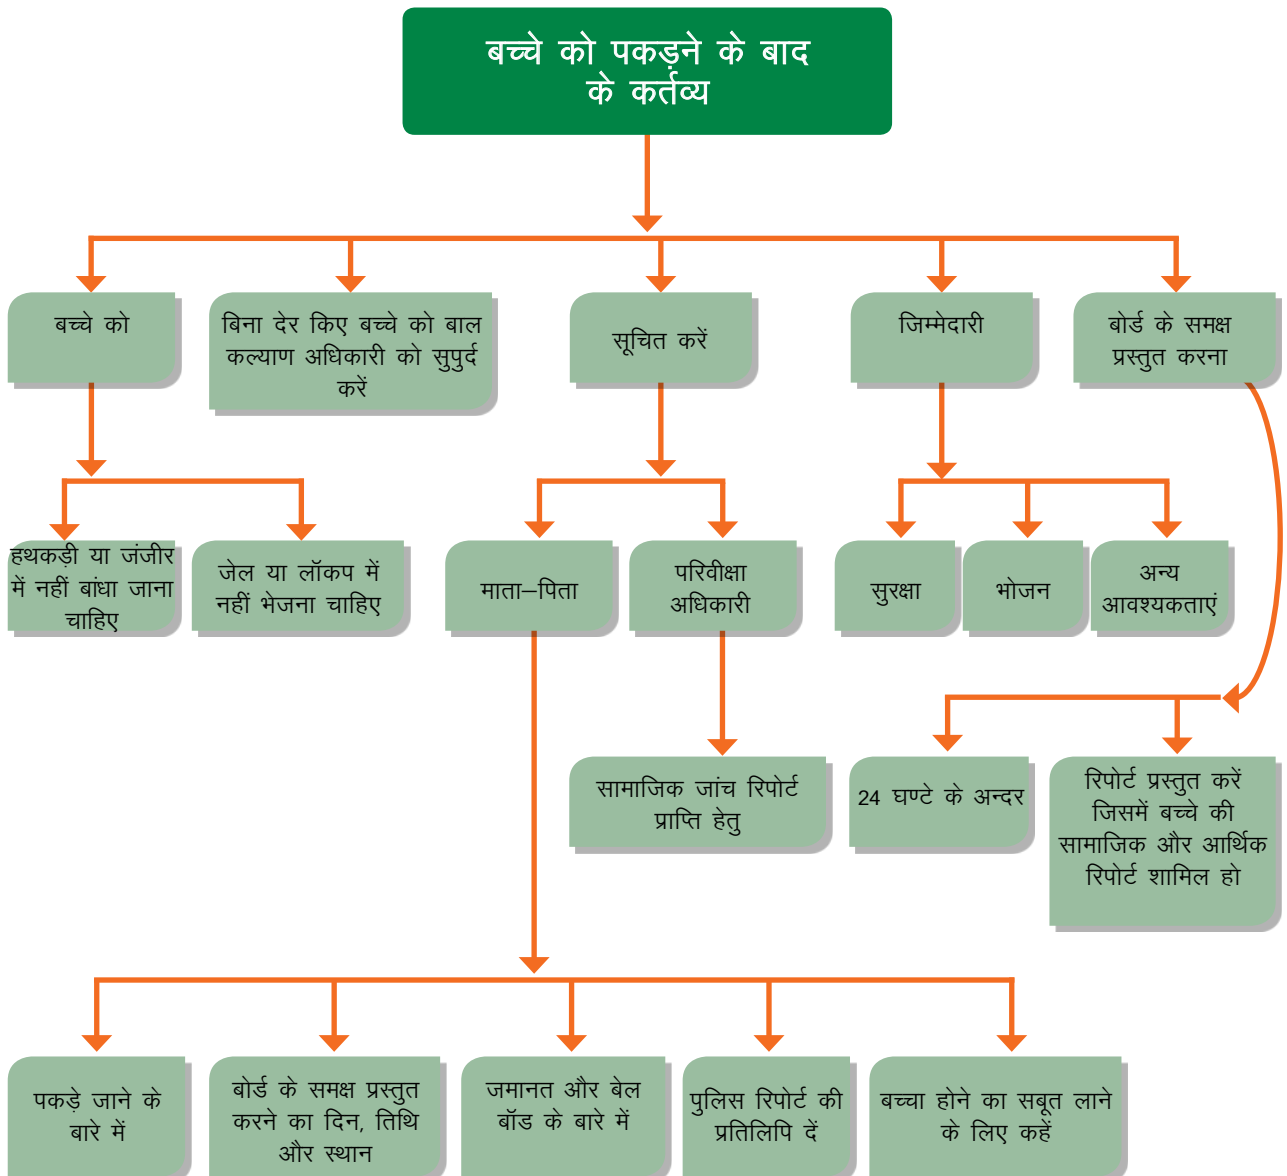 बच्चे को पकड़ने के बाद
के कर्तव्य
बच्चे को
बिना देर किए बच्चे को बाल
कल्याण अधिकारी को सुपुर्द
करें
सूचित करें
जिम्मेदारी
बोर्ड के समक्ष
प्रस्तुत करना
हथकड़ी या जंजीर
में नहीं बांधा जाना
चाहिए
जेल या लॉकप में
नहीं भेजना चाहिए
माता–पिता
परिवीक्षा
अधिकारी
सुरक्षा
भोजन
अन्य
आवश्यकताएं
सामाजिक जांच रिपोर्ट
प्राप्ति हेतु
24 घण्टे के अन्दर
रिपोर्ट प्रस्तुत करें
जिसमें बच्चे की
सामाजिक और आर्थिक
रिपोर्ट शामिल हो
पकड़े जाने के
बारे में
बोर्ड के समक्ष प्रस्तुत
करने का दिन, तिथि
और स्थान
जमानत और बेल
बॉड के बारे में
पुलिस रिपोर्ट की
प्रतिलिपि दें
बच्चा होने का सबूत लाने
के लिए कहें